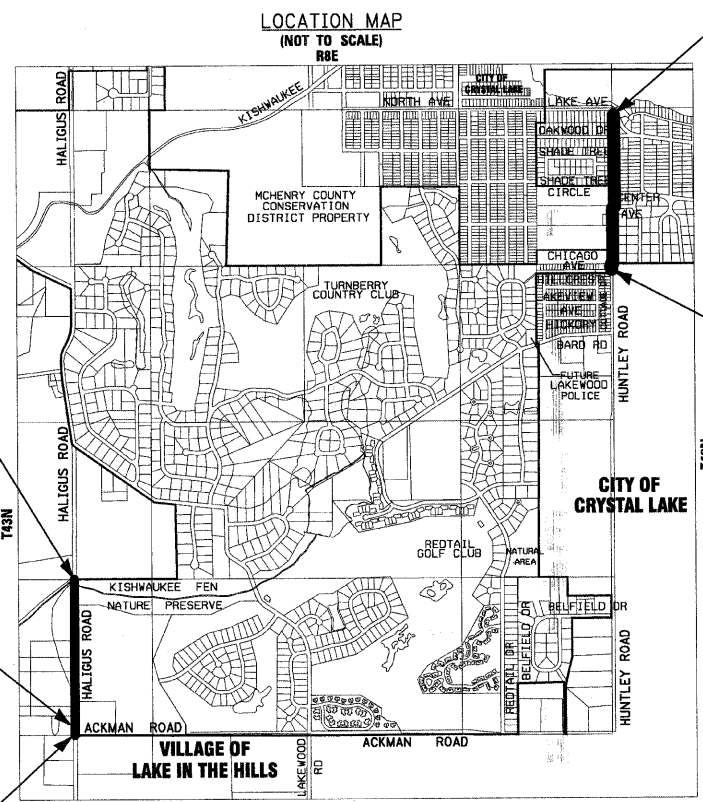 LOCATION MAP
(NOT TO SCALE)
R8E
HALIGUS ROAD
KISHWAUKEE
NORTH AVE
CITY OF
CRYSTAL LAKE
LAKE AVE
OAKWOOD DR
SHADE TREE
SHADE TREE
CIRCLE
CENTER
AVE
MCHENRY COUNTY
CONSERVATION
DISTRICT PROPERTY
CHICAGO
AVE
HILLCREST
LAKEVIEW
AVE
HICKORY
BARD RD
TURNBERRY
COUNTRY CLUB
HUNTLEY ROAD
FUTURE
LAKEWOOD
POLICE
HALIGUS ROAD
T43N
CITY OF
CRYSTAL LAKE
REDTAIL
GOLF CLUB
NATURAL
AREA
KISHWAUKEE FEN
NATURE PRESERVE
HALIGUS ROAD
BELFIELD DR
BELFIELD DR
REDTAIL DR
HUNTLEY ROAD
ACKMAN ROAD
VILLAGE OF
LAKE IN THE HILLS
LAKEWOOD
RD
ACKMAN ROAD